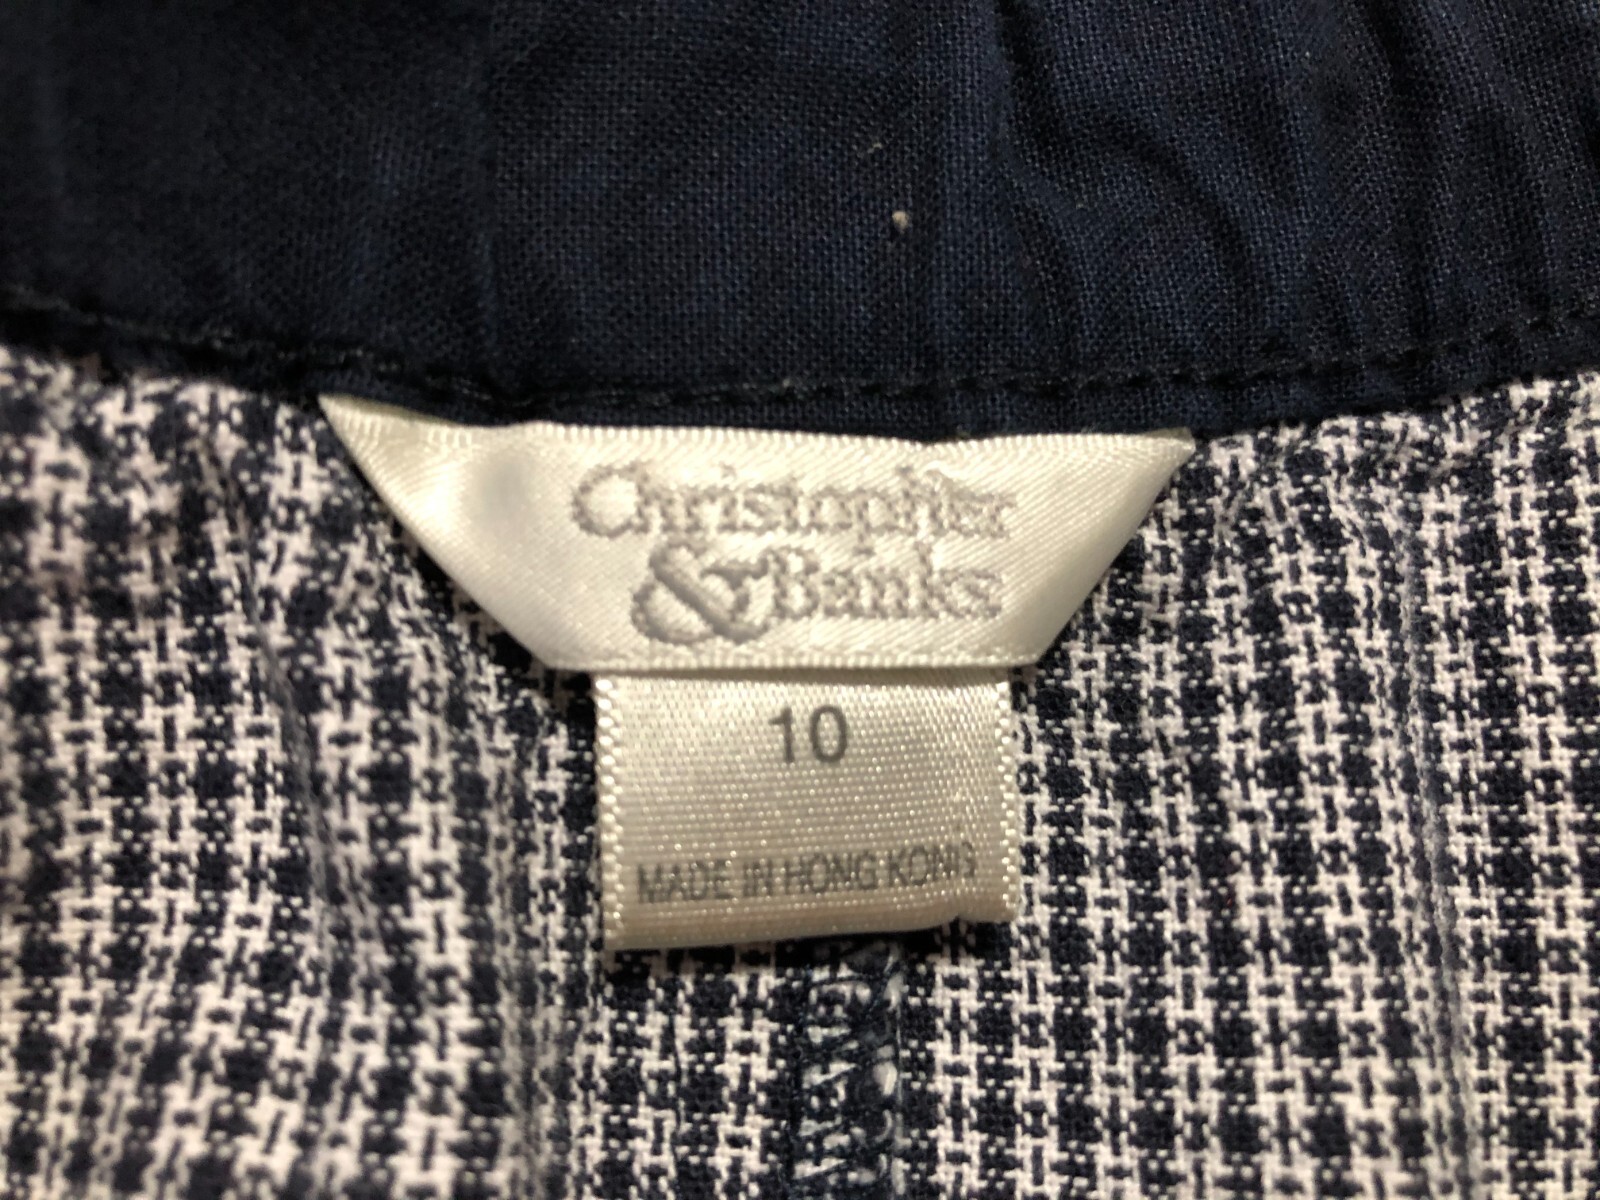 Christopher
& Banks
10
MADE IN HONG KONG